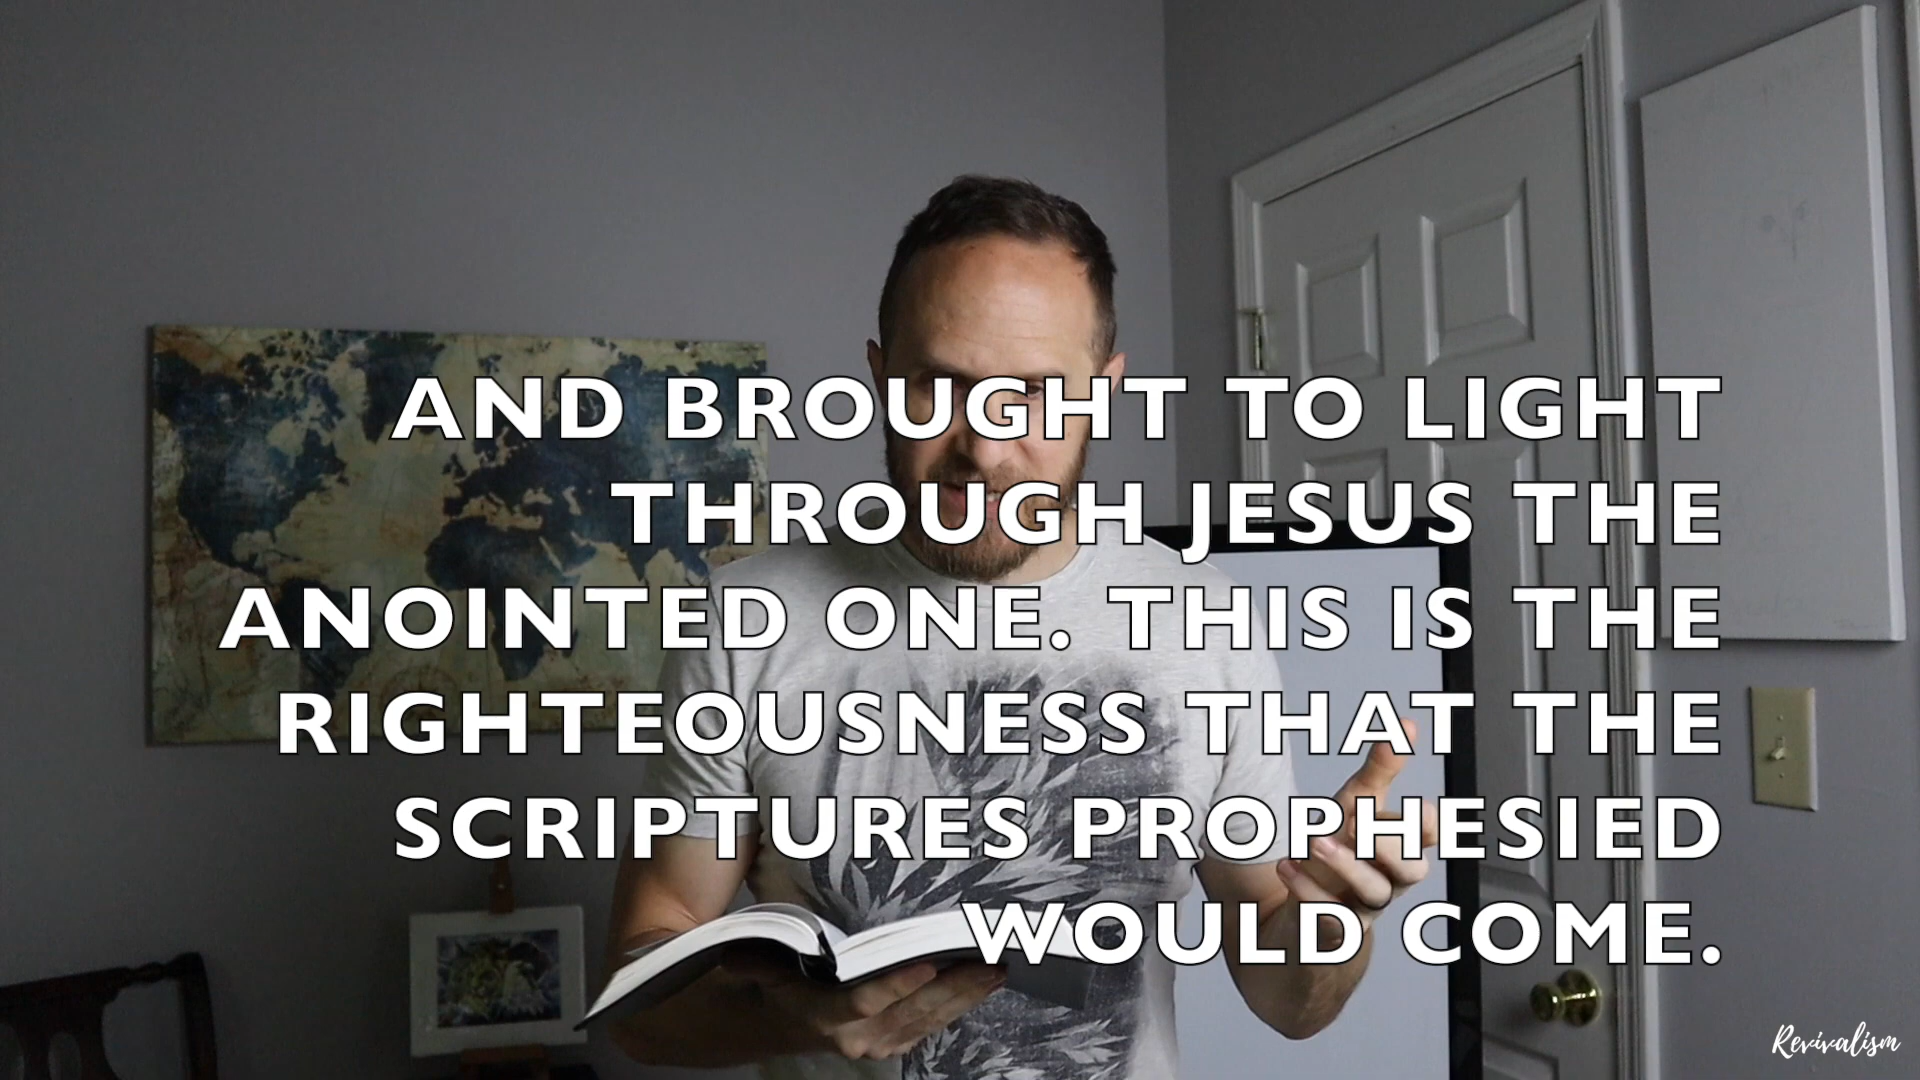 AND BROUGHT TO LIGHT
THROUGH JESUS THE
ANOINTED ONE. THIS IS THE
RIGHTEOUSNESS THAT THE
SCRIPTURES PROPHESIED
WOULD COME.
Revivalism